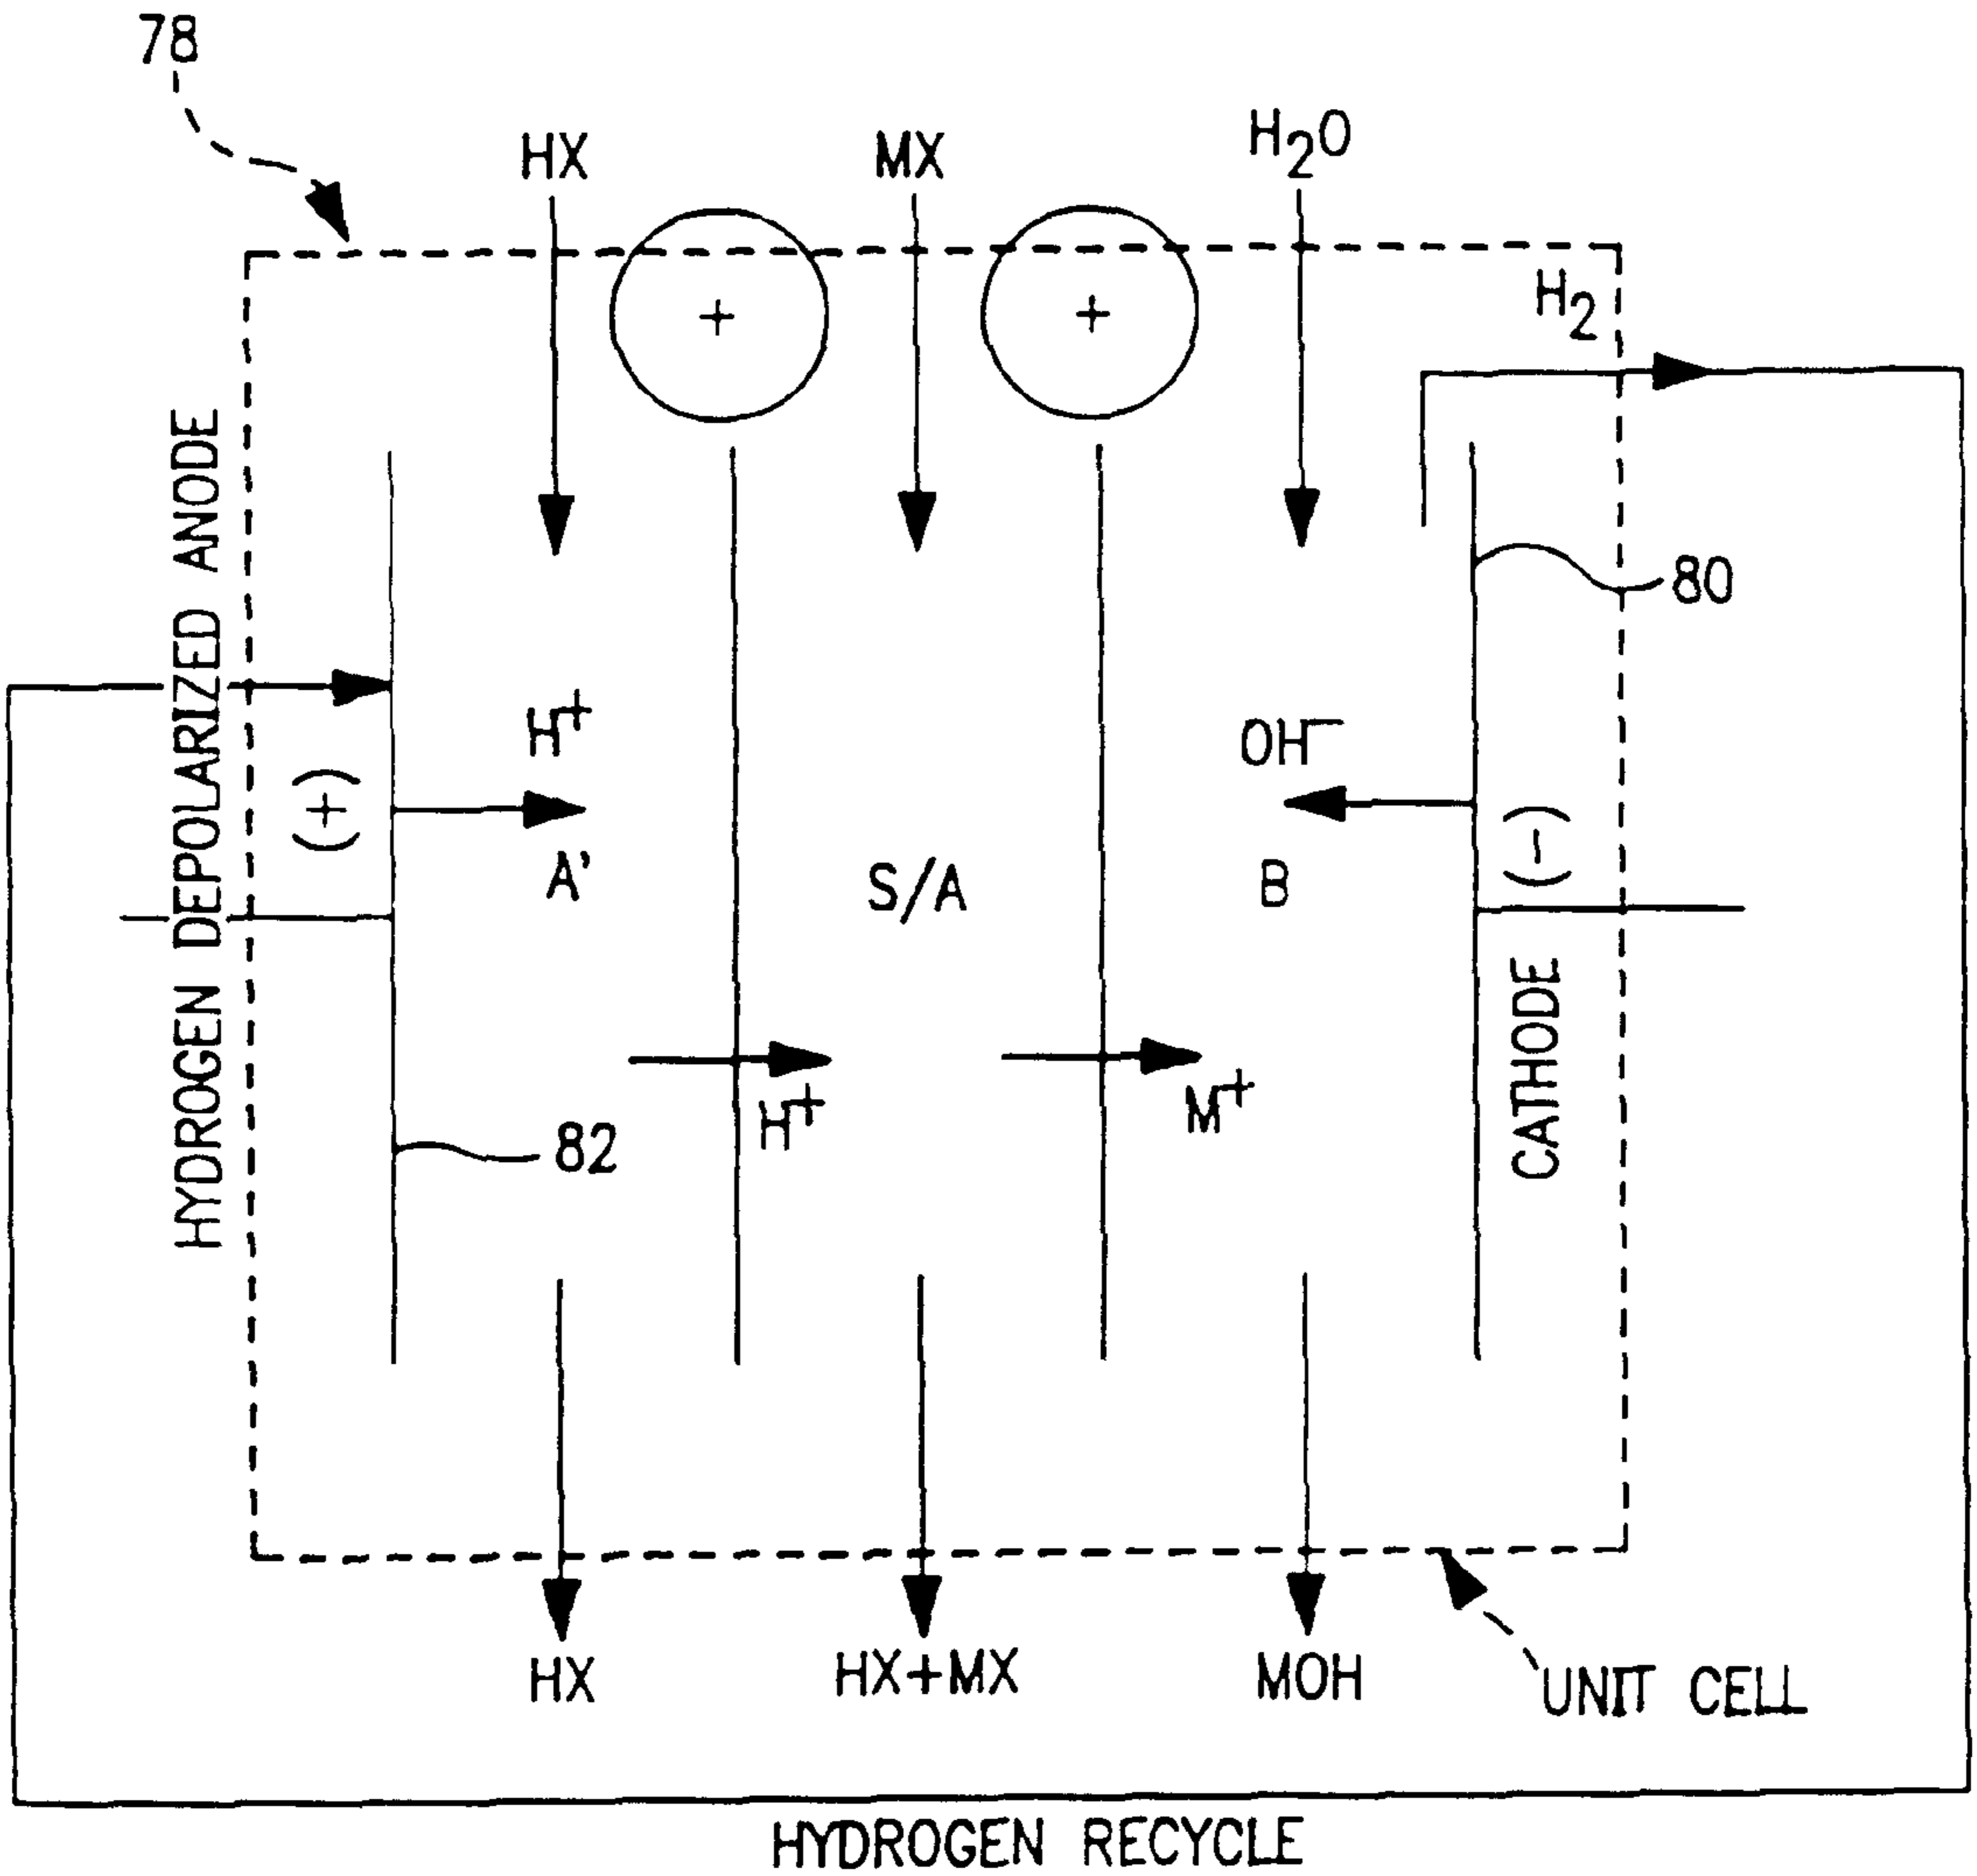 78
HX
MX
H₂O
+
+
H₂
HYDROGEN DEPOLARIZED ANODE
80
H⁺
OH⁻
(+)
(-)
A'
S/A
B
CATHODE
H⁺
M⁺
82
HX
HX+MX
MOH
UNIT CELL
HYDROGEN RECYCLE